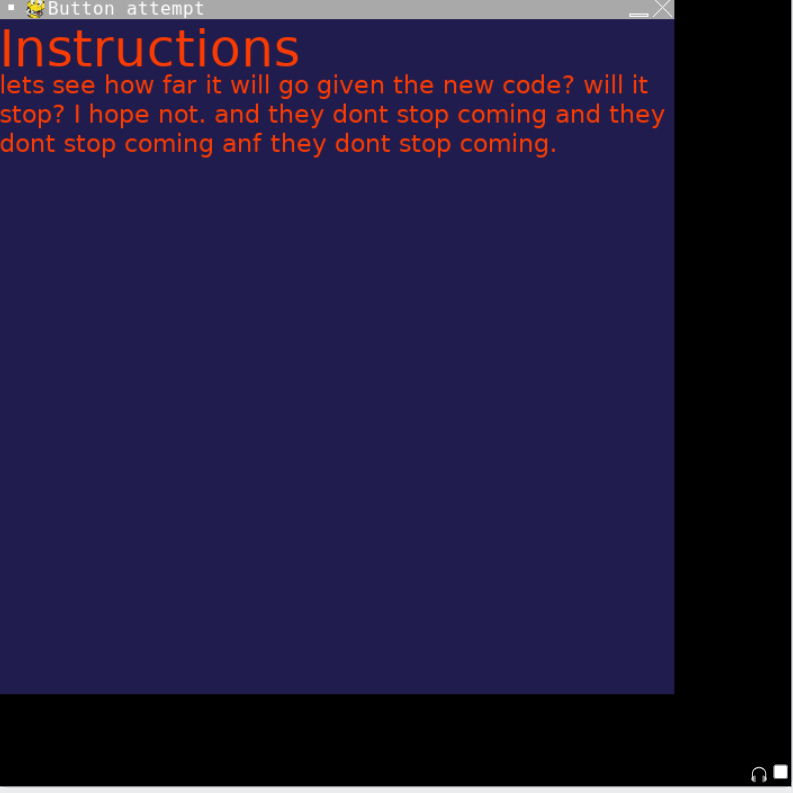 Button attempt
Instructions
lets see how far it will go given the new code? will it
stop? I hope not. and they dont stop coming and they
dont stop coming anf they dont stop coming.